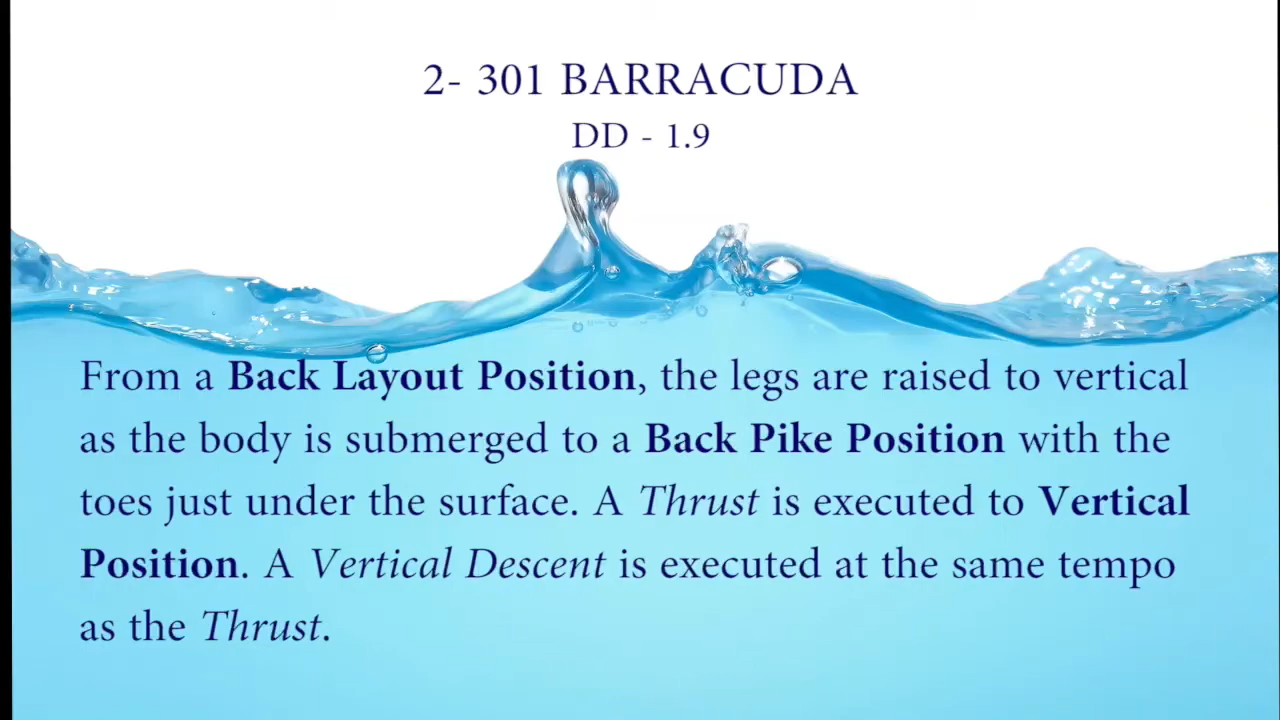 2- 301 BARRACUDA
DD - 1.9
From a Back Layout Position, the legs are raised to vertical
as the body is submerged to a Back Pike Position with the
toes just under the surface. A Thrust is executed to Vertical
Position. A Vertical Descent is executed at the same tempo
as the Thrust.